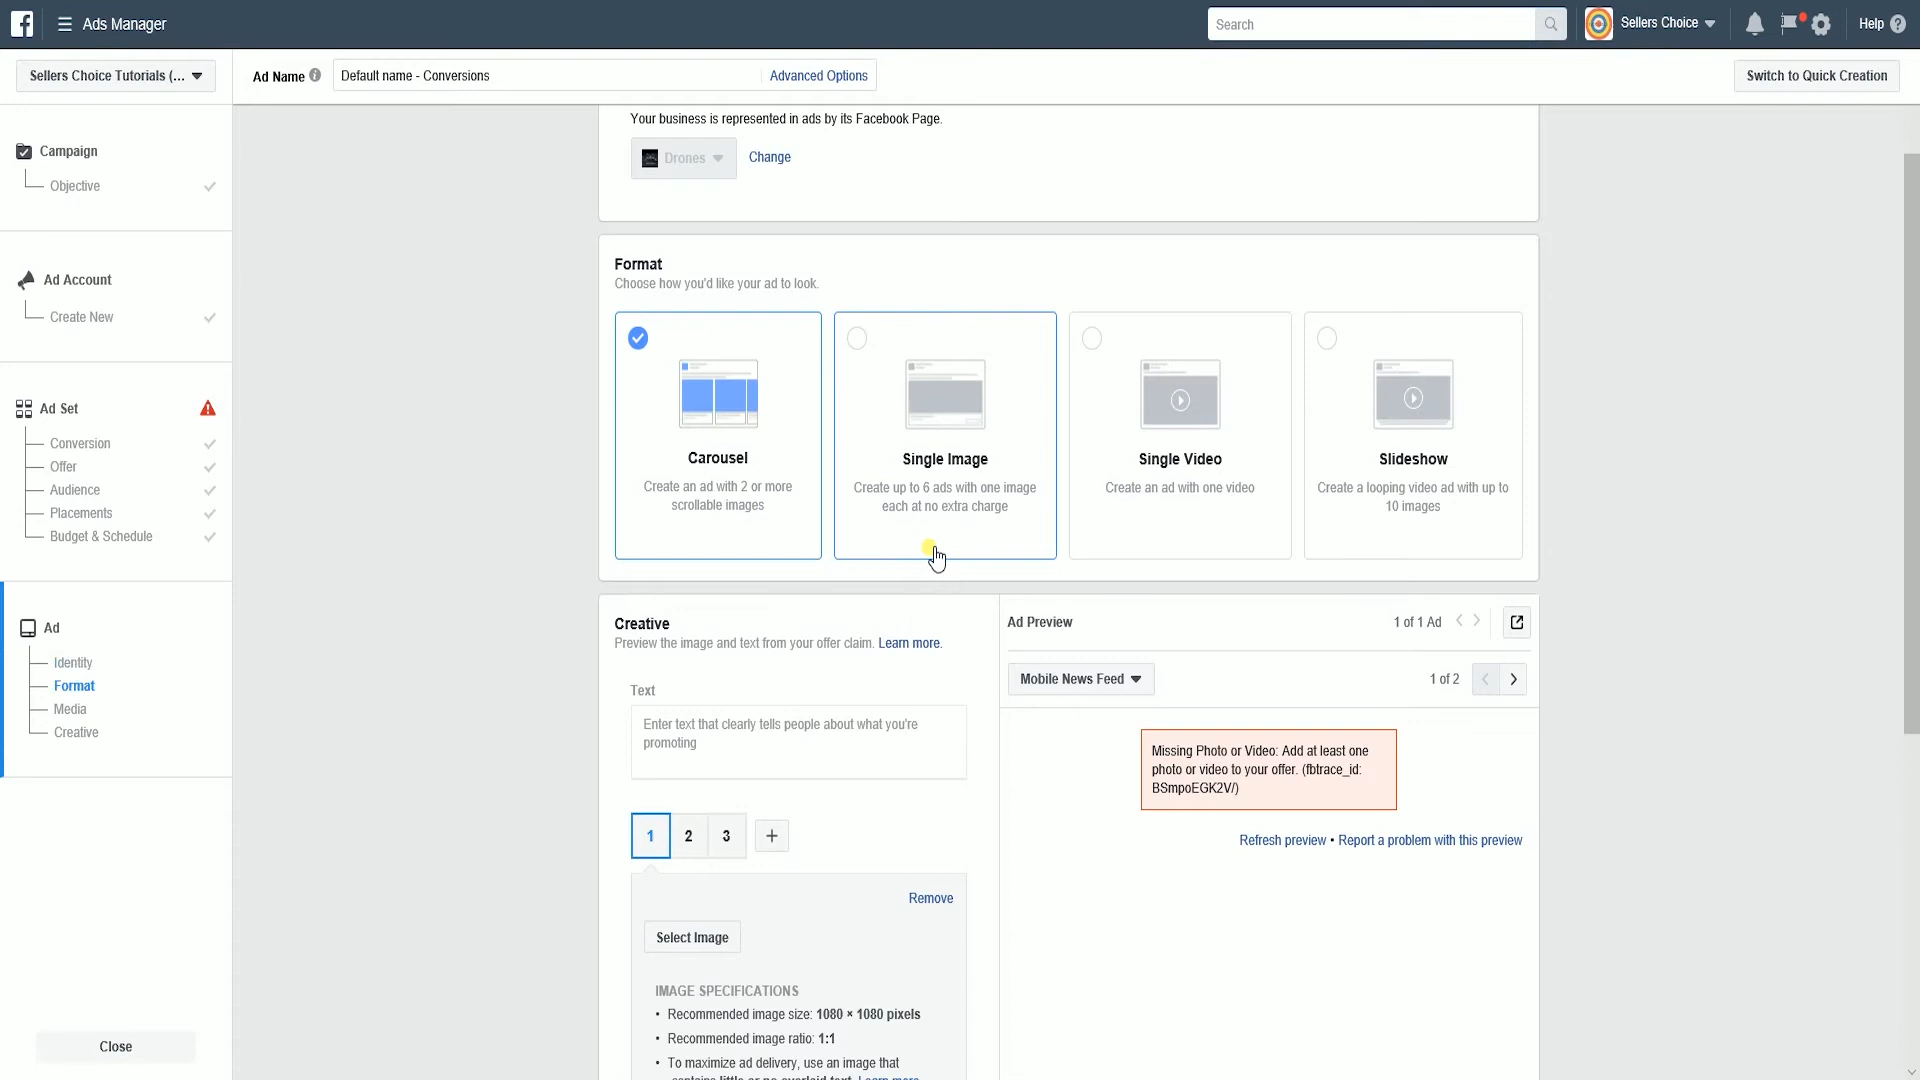 Ads Manager
Search
Sellers Choice
Help
Sellers Choice Tutorials (...
Ad Name
Default name - Conversions
Advanced Options
Switch to Quick Creation
Campaign
Objective
Ad Account
Create New
Ad Set
Conversion
Offer
Audience
Placements
Budget & Schedule
Ad
Identity
Format
Media
Creative
Close
Your business is represented in ads by its Facebook Page.
Drones
Change
Format
Choose how you'd like your ad to look.
Carousel
Create an ad with 2 or more
scrollable images
Single Image
Create up to 6 ads with one image
each at no extra charge
Single Video
Create an ad with one video
Slideshow
Create a looping video ad with up to
10 images
Creative
Preview the image and text from your offer claim. Learn more.
Text
Enter text that clearly tells people about what you're
promoting
1
2
3
+
Remove
Select Image
IMAGE SPECIFICATIONS
• Recommended image size: 1080 × 1080 pixels
• Recommended image ratio: 1:1
• To maximize ad delivery, use an image that
contains little or no overlaid text. Learn more
Ad Preview
1 of 1 Ad
Mobile News Feed
1 of 2
Missing Photo or Video: Add at least one
photo or video to your offer. (fbtrace_id:
BSmpoEGK2V/)
Refresh preview • Report a problem with this preview